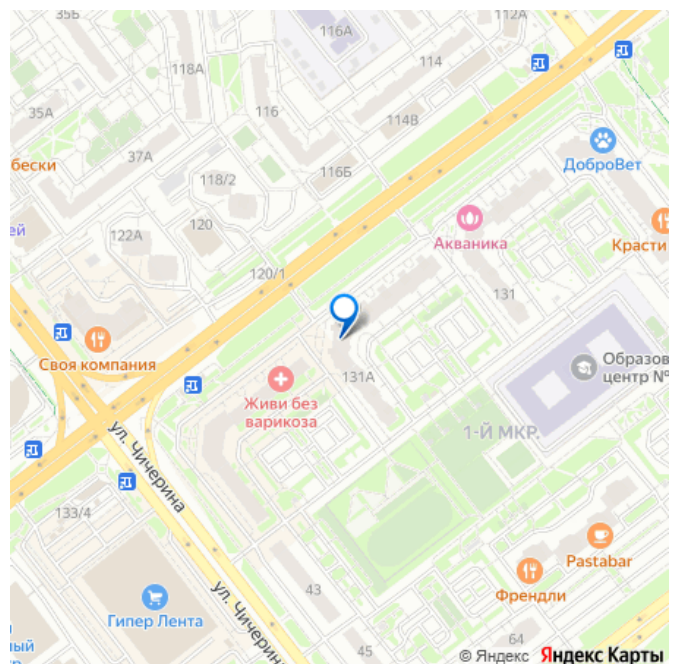 35Б
112А
116А
114
118А
116
35А
114В
37А
бески
ДоброВет
116Б
118/2
120
ей
Акваника
Красти
122А
120/1
131
Своя компания
Образов
центр №
131А
Живи без
варикоза
1-Й МКР.
ул. Чичерина
133/4
Pastabar
43
Френдли
Гипер Лента
ул. Чичерина
ый
р
64
45
© Яндекс Яндекс Карты